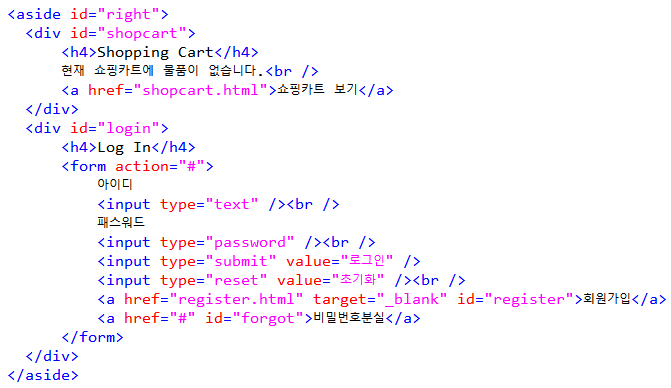 <aside id="right">
  <div id="shopcart">
      <h4>Shopping Cart</h4>
      현재 쇼핑카트에 물품이 없습니다.<br />
      <a href="shopcart.html">쇼핑카트 보기</a>
  </div>
  <div id="login">
      <h4>Log In</h4>
      <form action="#">
          아이디
          <input type="text" /><br />
          패스워드
          <input type="password" /><br />
          <input type="submit" value="로그인" />
          <input type="reset" value="초기화" /><br />
          <a href="register.html" target="_blank" id="register">회원가입</a>
          <a href="#" id="forgot">비밀번호분실</a>
      </form>
  </div>
</aside>